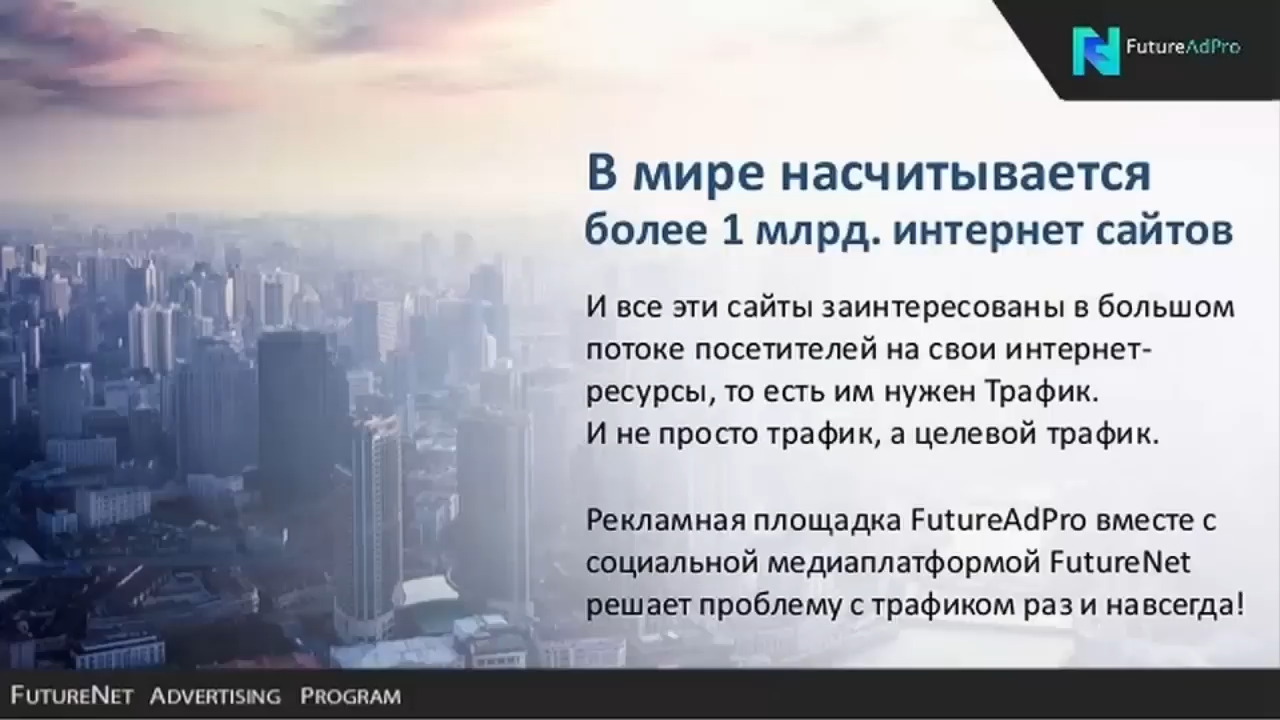 FutureAdPro
В мире насчитывается
более 1 млрд. интернет сайтов
И все эти сайты заинтересованы в большом
потоке посетителей на свои интернет-
ресурсы, то есть им нужен Трафик.
И не просто трафик, а целевой трафик.
Рекламная площадка FutureAdPro вместе с
социальной медиаплатформой FutureNet
решает проблему с трафиком раз и навсегда!
FUTURENET ADVERTISING PROGRAM